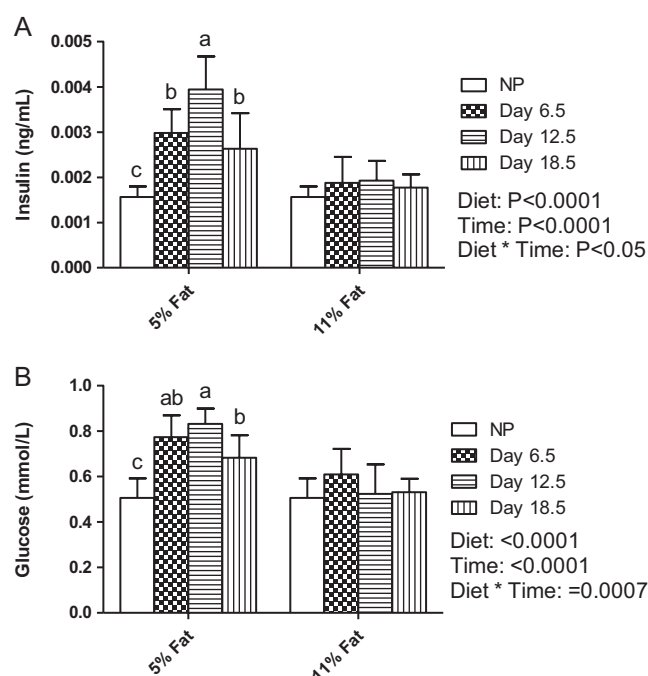 A
Insulin (ng/mL)
0.005
0.004
0.003
0.002
0.001
0.000
c
b
a
b
5% Fat
11% Fat
NP
Day 6.5
Day 12.5
Day 18.5
Diet: P<0.0001
Time: P<0.0001
Diet * Time: P<0.05
B
Glucose (mmol/L)
1.0
0.8
0.6
0.4
0.2
0.0
c
ab
a
b
5% Fat
11% Fat
NP
Day 6.5
Day 12.5
Day 18.5
Diet: <0.0001
Time: <0.0001
Diet * Time: =0.0007